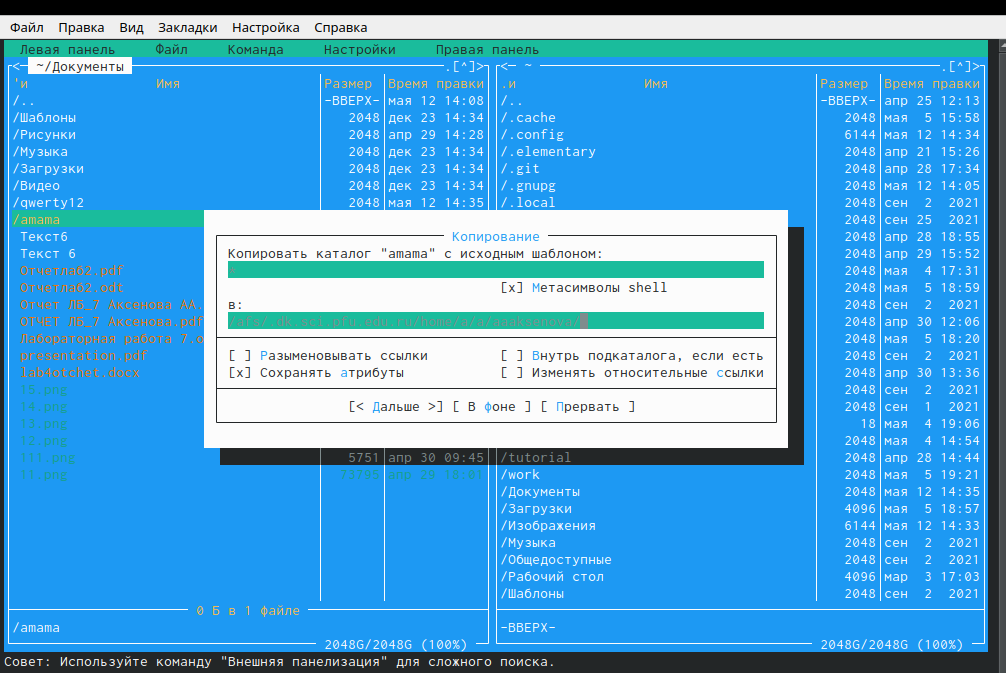 Файл Правка Вид Закладки Настройка Справка
Левая панель Файл Команда Настройки Правая панель
<─ ~/Документы .[^]> <─ ~ .[^]>
'и Имя Размер Время правки .и Имя Размер Время правки
/.. -ВВЕРХ- мая 12 14:08 /.. -ВВЕРХ- апр 25 12:13
/Шаблоны 2048 дек 23 14:34 /.cache 2048 мая 5 15:58
/Рисунки 2048 апр 29 14:28 /.config 6144 мая 12 14:34
/Музыка 2048 дек 23 14:34 /.elementary 2048 апр 21 15:26
/Загрузки 2048 дек 23 14:34 /.git 2048 апр 28 17:34
/Видео 2048 дек 23 14:34 /.gnupg 2048 мая 12 14:05
/qwerty12 2048 мая 12 14:35 /.local 2048 сен 2 2021
/amama 2048 сен 25 2021
Текст6 Копирование 2048 апр 28 18:55
Текст 6 Копировать каталог "amama" с исходным шаблоном: 2048 апр 29 15:52
Отчетла62.pdf 2048 мая 4 17:31
Отчетла62.odt [x] Метасимволы shell 2048 мая 5 18:59
Отчет Л5_7 Аксенова АА. в: 2048 сен 2 2021
ОТЧЕТ Л6_7 Аксенова.pdf 2048 апр 30 12:06
Лабораторная работа 7.o 2048 мая 5 18:20
presentation.pdf [ ] Разыменовывать ссылки [ ] Внутрь подкаталога, если есть 2048 сен 2 2021
lab4otchet.docx [x] Сохранять атрибуты [ ] Изменять относительные ссылки 2048 апр 30 13:36
15.png 2048 сен 2 2021
14.png [< Дальше >] [ В фоне ] [ Прервать ] 2048 сен 1 2021
13.png 18 мая 4 19:06
12.png 2048 мая 4 14:54
111.png 5751 апр 30 09:45 /tutorial 2048 апр 28 14:44
11.png 73785 апр 29 18:01 /work 2048 мая 5 19:21
/Документы 2048 мая 12 14:35
/Загрузки 4096 мая 5 18:57
/Изображения 6144 мая 12 14:33
/Музыка 2048 сен 2 2021
/Общедоступные 2048 сен 2 2021
/Рабочий стол 4096 мар 3 17:03
/Шаблоны 2048 сен 2 2021
0 Б в 1 файле
/amama -ВВЕРХ-
2048G/2048G (100%) 2048G/2048G (100%)
Совет: Используйте команду "Внешняя панелизация" для сложного поиска.